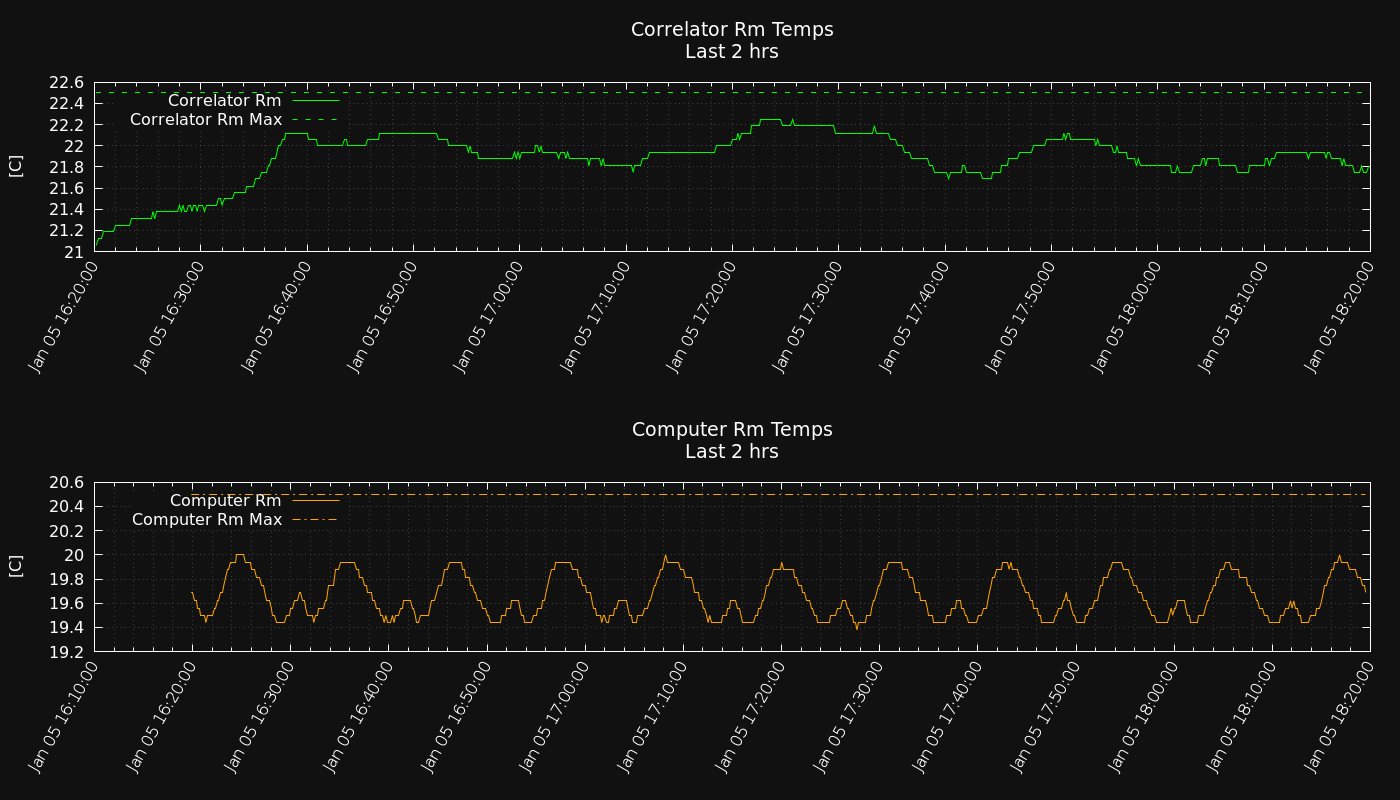 Correlator Rm Temps
Last 2 hrs
22.6
22.4
22.2
22
21.8
21.6
21.4
21.2
21
[C]
Correlator Rm
Correlator Rm Max
Jan 05 16:20:00
Jan 05 16:30:00
Jan 05 16:40:00
Jan 05 16:50:00
Jan 05 17:00:00
Jan 05 17:10:00
Jan 05 17:20:00
Jan 05 17:30:00
Jan 05 17:40:00
Jan 05 17:50:00
Jan 05 18:00:00
Jan 05 18:10:00
Jan 05 18:20:00
Computer Rm Temps
Last 2 hrs
20.6
20.4
20.2
20
19.8
19.6
19.4
19.2
[C]
Computer Rm
Computer Rm Max
Jan 05 16:10:00
Jan 05 16:20:00
Jan 05 16:30:00
Jan 05 16:40:00
Jan 05 16:50:00
Jan 05 17:00:00
Jan 05 17:10:00
Jan 05 17:20:00
Jan 05 17:30:00
Jan 05 17:40:00
Jan 05 17:50:00
Jan 05 18:00:00
Jan 05 18:10:00
Jan 05 18:20:00